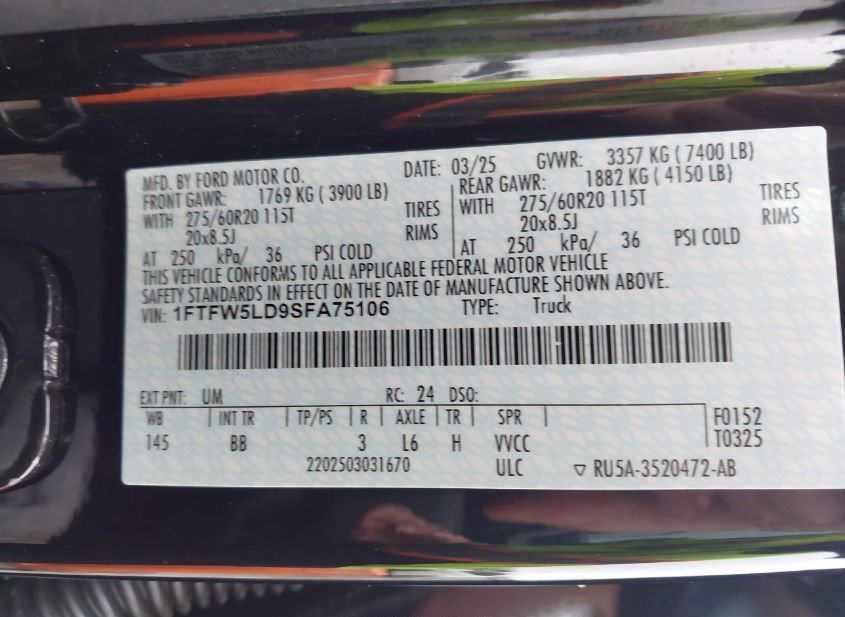 MFD. BY FORD MOTOR CO. DATE: 03/25 GVWR: 3357 KG ( 7400 LB)
FRONT GAWR: 1769 KG ( 3900 LB) REAR GAWR: 1882 KG ( 4150 LB)
WITH 275/60R20 115T TIRES WITH 275/60R20 115T TIRES
20x8.5J RIMS 20x8.5J RIMS
AT 250 kPa/ 36 PSI COLD AT 250 kPa/ 36 PSI COLD
THIS VEHICLE CONFORMS TO ALL APPLICABLE FEDERAL MOTOR VEHICLE
SAFETY STANDARDS IN EFFECT ON THE DATE OF MANUFACTURE SHOWN ABOVE.
VIN: 1FTFW5LD9SFA75106 TYPE: Truck
EXT PNT: UM RC: 24 DSO:
WB INT TR TP/PS R AXLE TR SPR F0152
145 BB 3 L6 H VVCC T0325
2202503031670 ULC ▽ RU5A-3520472-AB